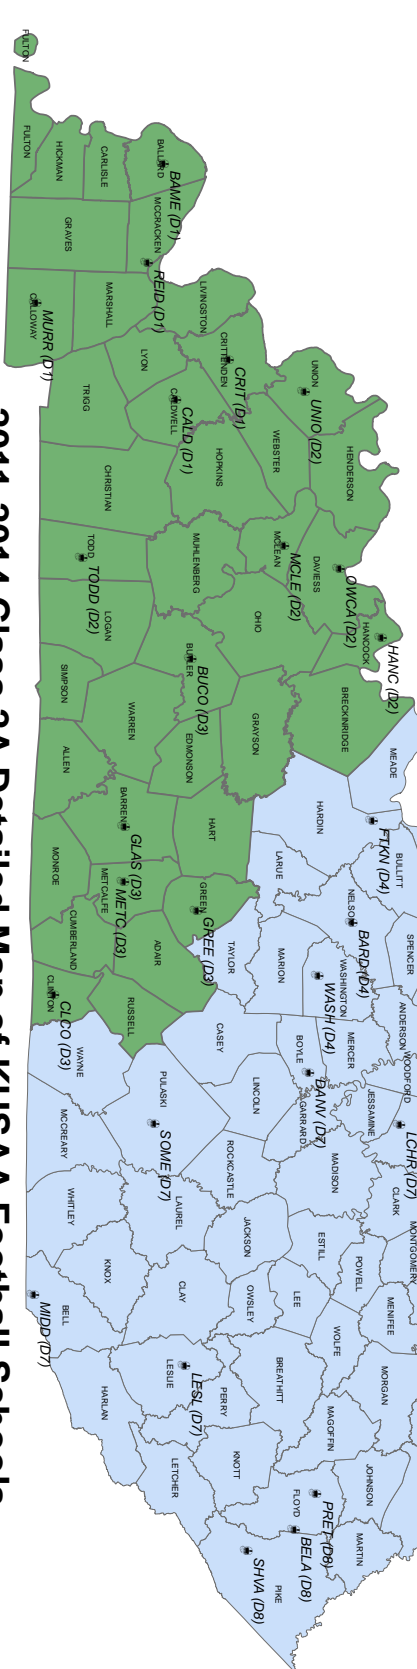 FULTON
FULTON
HICKMAN
CARLISLE
BALLARD
BAME (D1)
MCCRACKEN
GRAVES
REID (D1)
MARSHALL
CALLOWAY
MURR (D1)
LIVINGSTON
CRITTENDEN
CRIT (D1)
LYON
CALDWELL
CALD (D1)
TRIGG
UNION
UNIO (D2)
WEBSTER
HENDERSON
HOPKINS
CHRISTIAN
MCLEAN
MCLE (D2)
DAVIESS
OWCA (D2)
HANCOCK
HANC (D2)
MUHLENBERG
TODD
TODD (D2)
LOGAN
OHIO
BUTLER
BUCO (D3)
SIMPSON
WARREN
EDMONSON
GRAYSON
BRECKINRIDGE
MEADE
ALLEN
BARREN
GLAS (D3)
HART
HARDIN
FTKN (D4)
BULLITT
LARUE
MONROE
METCALFE
METC (D3)
GREEN
GREE (D3)
NELSON
BARD (D4)
SPENCER
CUMBERLAND
ADAIR
TAYLOR
MARION
WASHINGTON
WASH (D4)
ANDERSON
CLINTON
CLCO (D3)
RUSSELL
CASEY
BOYLE
MERCER
WOODFORD
WAYNE
PULASKI
SOME (D7)
LINCOLN
DANV (D7)
GARRARD
JESSAMINE
LCHR (D7)
MCCREARY
ROCKCASTLE
MADISON
CLARK
WHITLEY
LAUREL
JACKSON
ESTILL
POWELL
MONTGOMERY
KNOX
CLAY
OWSLEY
LEE
WOLFE
MENIFEE
BELL
MIDD (D7)
LESLIE
LESL (D7)
PERRY
BREATHITT
MAGOFFIN
MORGAN
HARLAN
LETCHER
KNOTT
FLOYD
PRET (D8)
JOHNSON
BELA (D8)
MARTIN
SHVA (D8)
PIKE
2011-2014 Class 2A Detailed Map of KHSAA Football Schools